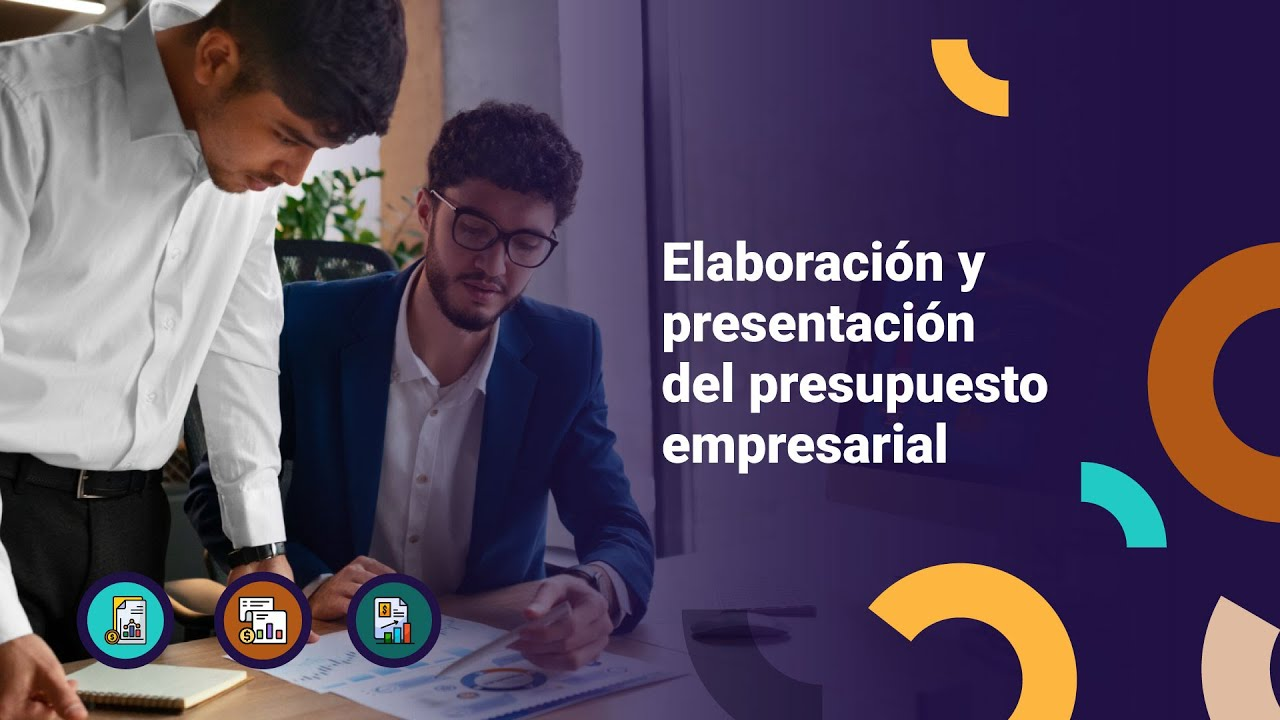 Elaboración y
presentación
del presupuesto
empresarial